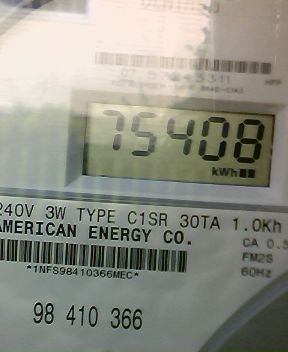 75408
kWh
240V 3W TYPE C1SR 30TA 1.0Kh
AMERICAN ENERGY CO.
CA 0.5
FM2S
60Hz
*1NFS98410366MEC*
98 410 366